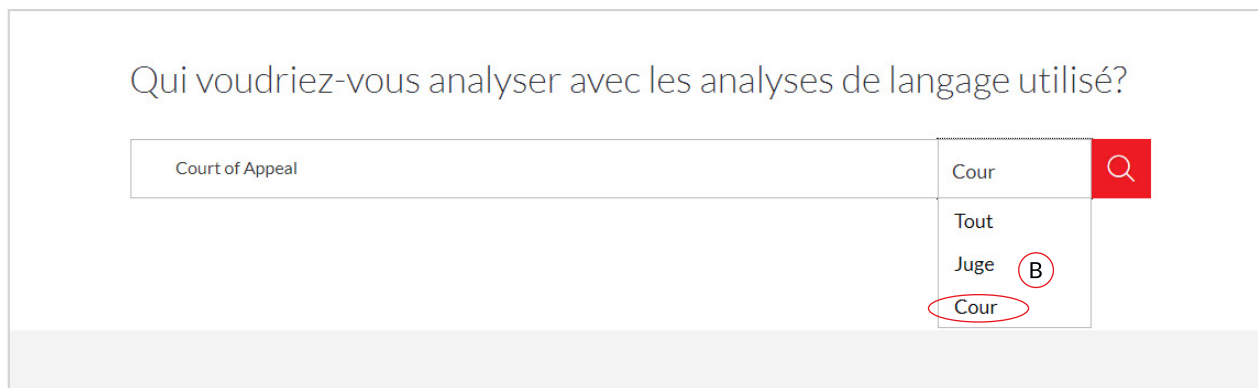 Qui voudriez-vous analyser avec les analyses de langage utilisé?
Court of Appeal
Cour
Tout
Juge
B
Cour